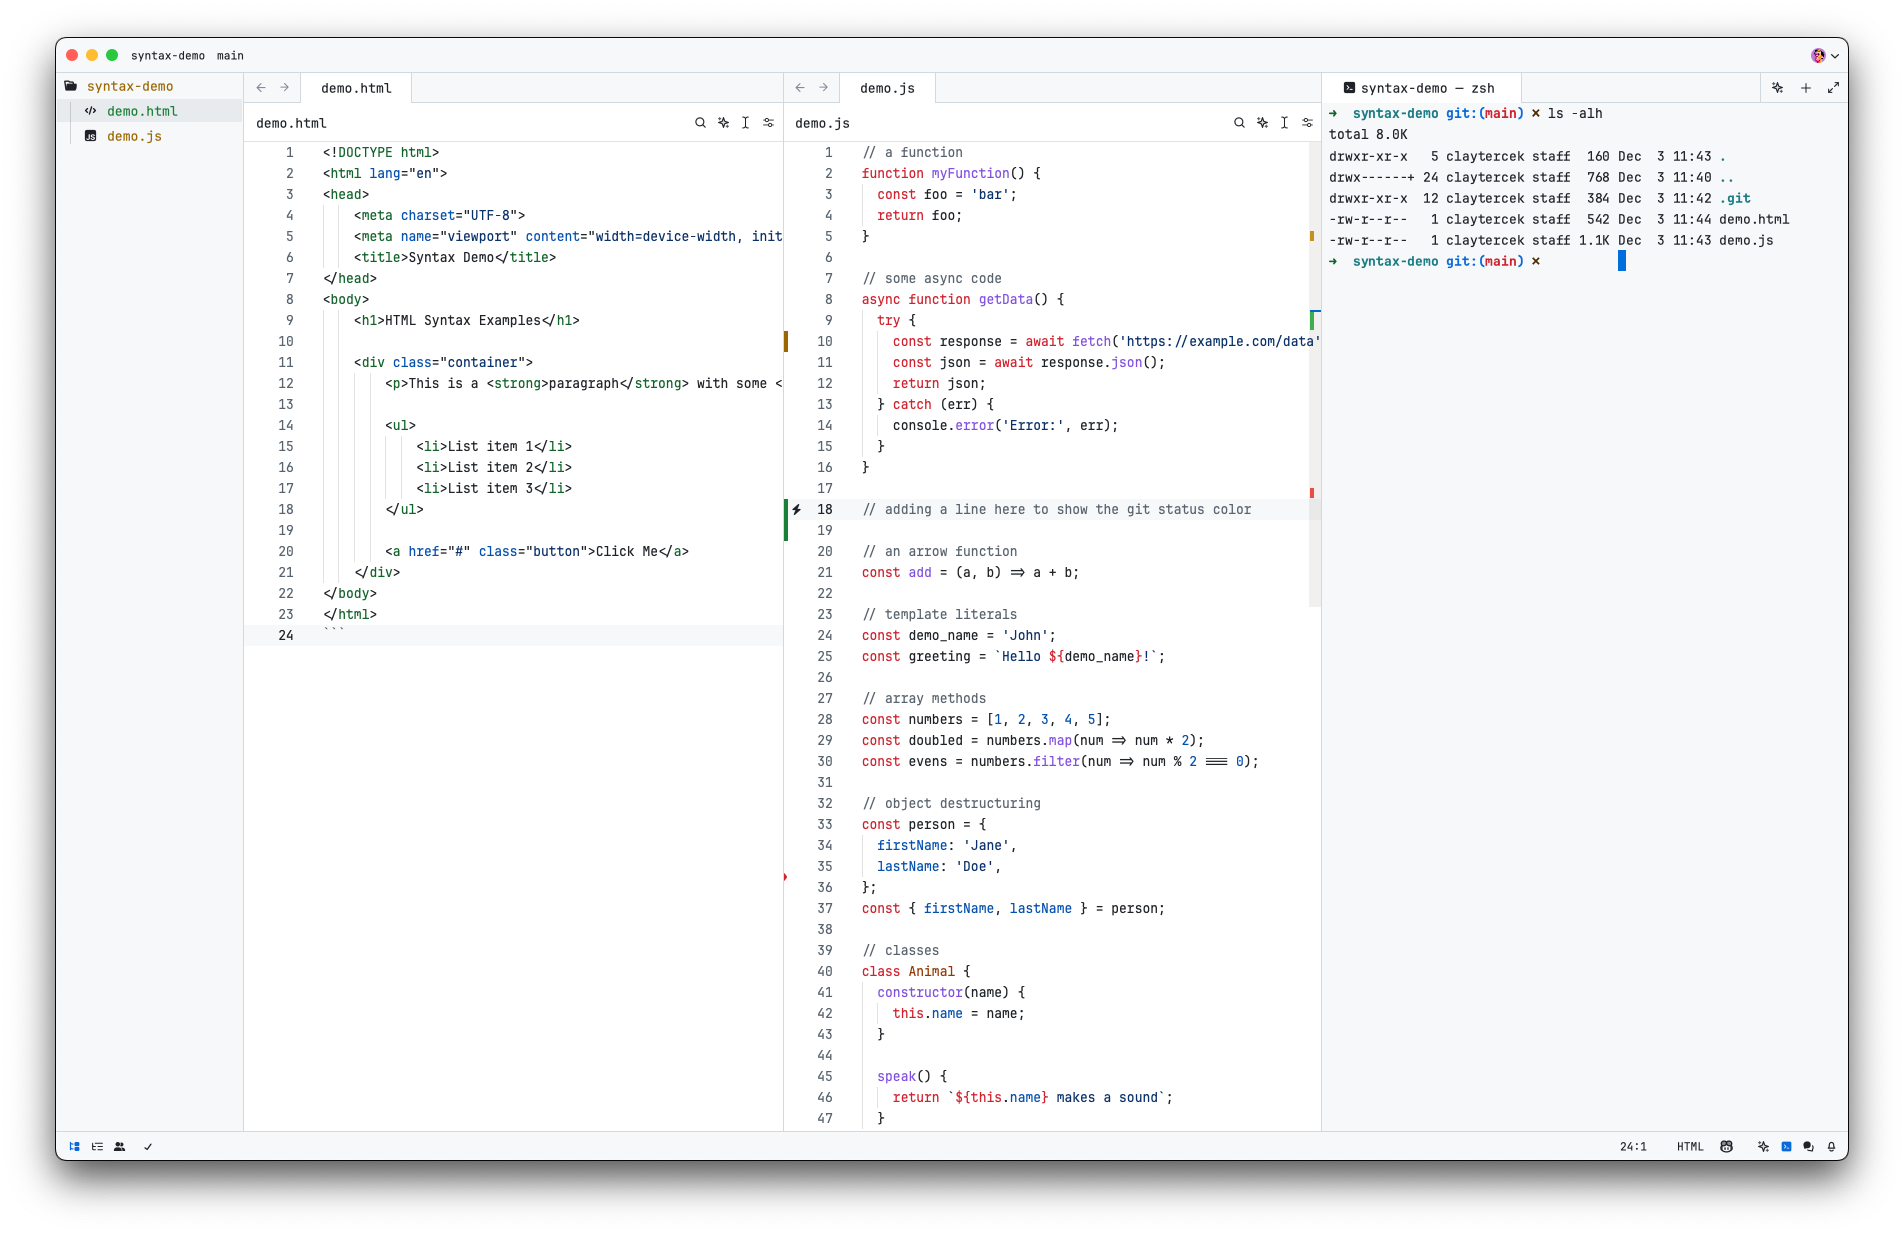 syntax-demo main
syntax-demo
demo.html
demo.js
demo.html
demo.html
1 <!DOCTYPE html>
2 <html lang="en">
3 <head>
4 <meta charset="UTF-8">
5 <meta name="viewport" content="width=device-width, init
6 <title>Syntax Demo</title>
7 </head>
8 <body>
9 <h1>HTML Syntax Examples</h1>
10
11 <div class="container">
12 <p>This is a <strong>paragraph</strong> with some <
13
14 <ul>
15 <li>List item 1</li>
16 <li>List item 2</li>
17 <li>List item 3</li>
18 </ul>
19
20 <a href="#" class="button">Click Me</a>
21 </div>
22 </body>
23 </html>
24 ```
demo.js
demo.js
1 // a function
2 function myFunction() {
3 const foo = 'bar';
4 return foo;
5 }
6
7 // some async code
8 async function getData() {
9 try {
10 const response = await fetch('https://example.com/data'
11 const json = await response.json();
12 return json;
13 } catch (err) {
14 console.error('Error:', err);
15 }
16 }
17
18 // adding a line here to show the git status color
19
20 // an arrow function
21 const add = (a, b) => a + b;
22
23 // template literals
24 const demo_name = 'John';
25 const greeting = `Hello ${demo_name}!`;
26
27 // array methods
28 const numbers = [1, 2, 3, 4, 5];
29 const doubled = numbers.map(num => num * 2);
30 const evens = numbers.filter(num => num % 2 === 0);
31
32 // object destructuring
33 const person = {
34 firstName: 'Jane',
35 lastName: 'Doe',
36 };
37 const { firstName, lastName } = person;
38
39 // classes
40 class Animal {
41 constructor(name) {
42 this.name = name;
43 }
44
45 speak() {
46 return `${this.name} makes a sound`;
47 }
syntax-demo — zsh
➜ syntax-demo git:(main) ✗ ls -alh
total 8.0K
drwxr-xr-x 5 claytercek staff 160 Dec 3 11:43 .
drwx------+ 24 claytercek staff 768 Dec 3 11:40 ..
drwxr-xr-x 12 claytercek staff 384 Dec 3 11:42 .git
-rw-r--r-- 1 claytercek staff 542 Dec 3 11:44 demo.html
-rw-r--r-- 1 claytercek staff 1.1K Dec 3 11:43 demo.js
➜ syntax-demo git:(main) ✗
24:1 HTML